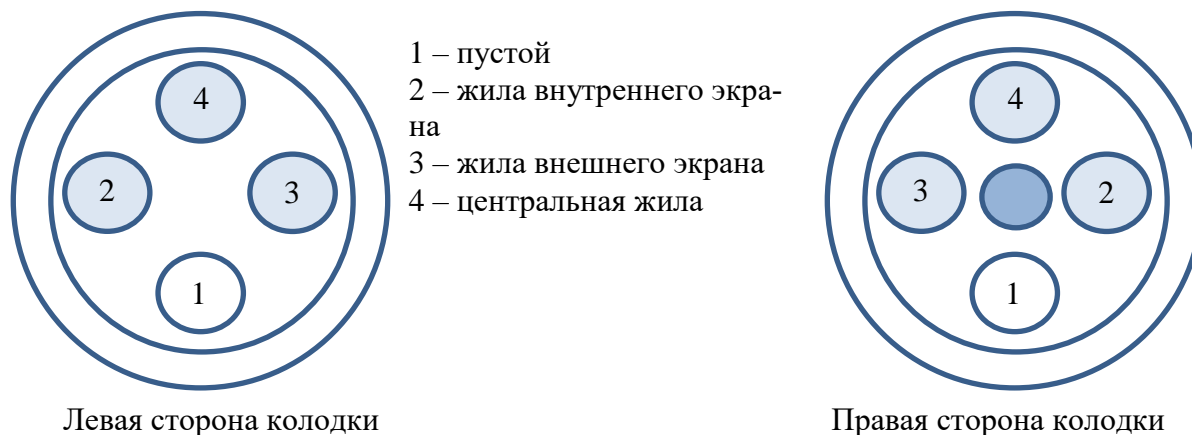 4
2
3
1
1 – пустой
2 – жила внутреннего экра-
на
3 – жила внешнего экрана
4 – центральная жила
4
3
2
1
Левая сторона колодки
Правая сторона колодки